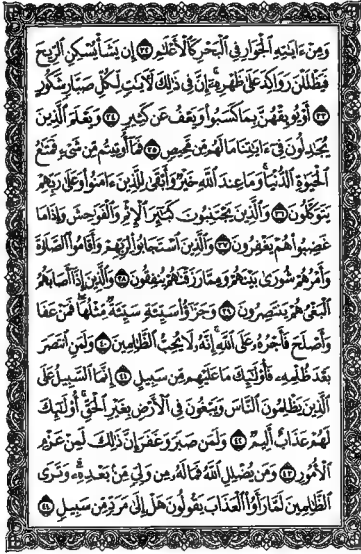 وَمِنْ ءَايَٰتِهِ ٱلْجَوَارِ فِى ٱلْبَحْرِ كَٱلْأَعْلَٰمِ ٣٢ إِن يَشَأْ يُسْكِنِ ٱلرِّيحَ
فَيَظْلَلْنَ رَوَاكِدَ عَلَىٰ ظَهْرِهِۦٓ إِنَّ فِى ذَٰلِكَ لَءَايَٰتٍ لِّكُلِّ صَبَّارٍ شَكُورٍ
٣٣ أَوْ يُوبِقْهُنَّ بِمَا كَسَبُوا۟ وَيَعْفُ عَن كَثِيرٍ ٣٤ وَيَعْلَمَ ٱلَّذِينَ
يُجَٰدِلُونَ فِىٓ ءَايَٰتِنَا مَا لَهُم مِّن مَّحِيصٍ ٣٥ فَمَآ أُوتِيتُم مِّن شَىْءٍ فَمَتَٰعُ
ٱلْحَيَوٰةِ ٱلدُّنْيَا وَمَا عِندَ ٱللَّهِ خَيْرٌ وَأَبْقَىٰ لِلَّذِينَ ءَامَنُوا۟ وَعَلَىٰ رَبِّهِمْ
يَتَوَكَّلُونَ ٣٦ وَٱلَّذِينَ يَجْتَنِبُونَ كَبَٰٓئِرَ ٱلْإِثْمِ وَٱلْفَوَٰحِشَ وَإِذَا مَا
غَضِبُوا۟ هُمْ يَغْفِرُونَ ٣٧ وَٱلَّذِينَ ٱسْتَجَابُوا۟ لِرَبِّهِمْ وَأَقَامُوا۟ ٱلصَّلَوٰةَ
وَأَمْرُهُمْ شُورَىٰ بَيْنَهُمْ وَمِمَّا رَزَقْنَٰهُمْ يُنفِقُونَ ٣٨ وَٱلَّذِينَ إِذَآ أَصَابَهُمُ
ٱلْبَغْىُ هُمْ يَنتَصِرُونَ ٣٩ وَجَزَٰٓؤُا۟ سَيِّئَةٍ سَيِّئَةٌ مِّثْلُهَا فَمَنْ عَفَا
وَأَصْلَحَ فَأَجْرُهُۥ عَلَى ٱللَّهِ إِنَّهُۥ لَا يُحِبُّ ٱلظَّٰلِمِينَ ٤٠ وَلَمَنِ ٱنتَصَرَ
بَعْدَ ظُلْمِهِۦ فَأُو۟لَٰٓئِكَ مَا عَلَيْهِم مِّن سَبِيلٍ ٤١ إِنَّمَا ٱلسَّبِيلُ عَلَى
ٱلَّذِينَ يَظْلِمُونَ ٱلنَّاسَ وَيَبْغُونَ فِى ٱلْأَرْضِ بِغَيْرِ ٱلْحَقِّ أُو۟لَٰٓئِكَ
لَهُمْ عَذَابٌ أَلِيمٌ ٤٢ وَلَمَن صَبَرَ وَغَفَرَ إِنَّ ذَٰلِكَ لَمِنْ عَزْمِ
ٱلْأُمُورِ ٤٣ وَمَن يُضْلِلِ ٱللَّهُ فَمَا لَهُۥ مِن وَلِىٍّ مِّنۢ بَعْدِهِۦ وَتَرَى
ٱلظَّٰلِمِينَ لَمَّا رَأَوُا۟ ٱلْعَذَابَ يَقُولُونَ هَلْ إِلَىٰ مَرَدٍّ مِّن سَبِيلٍ ٤٤